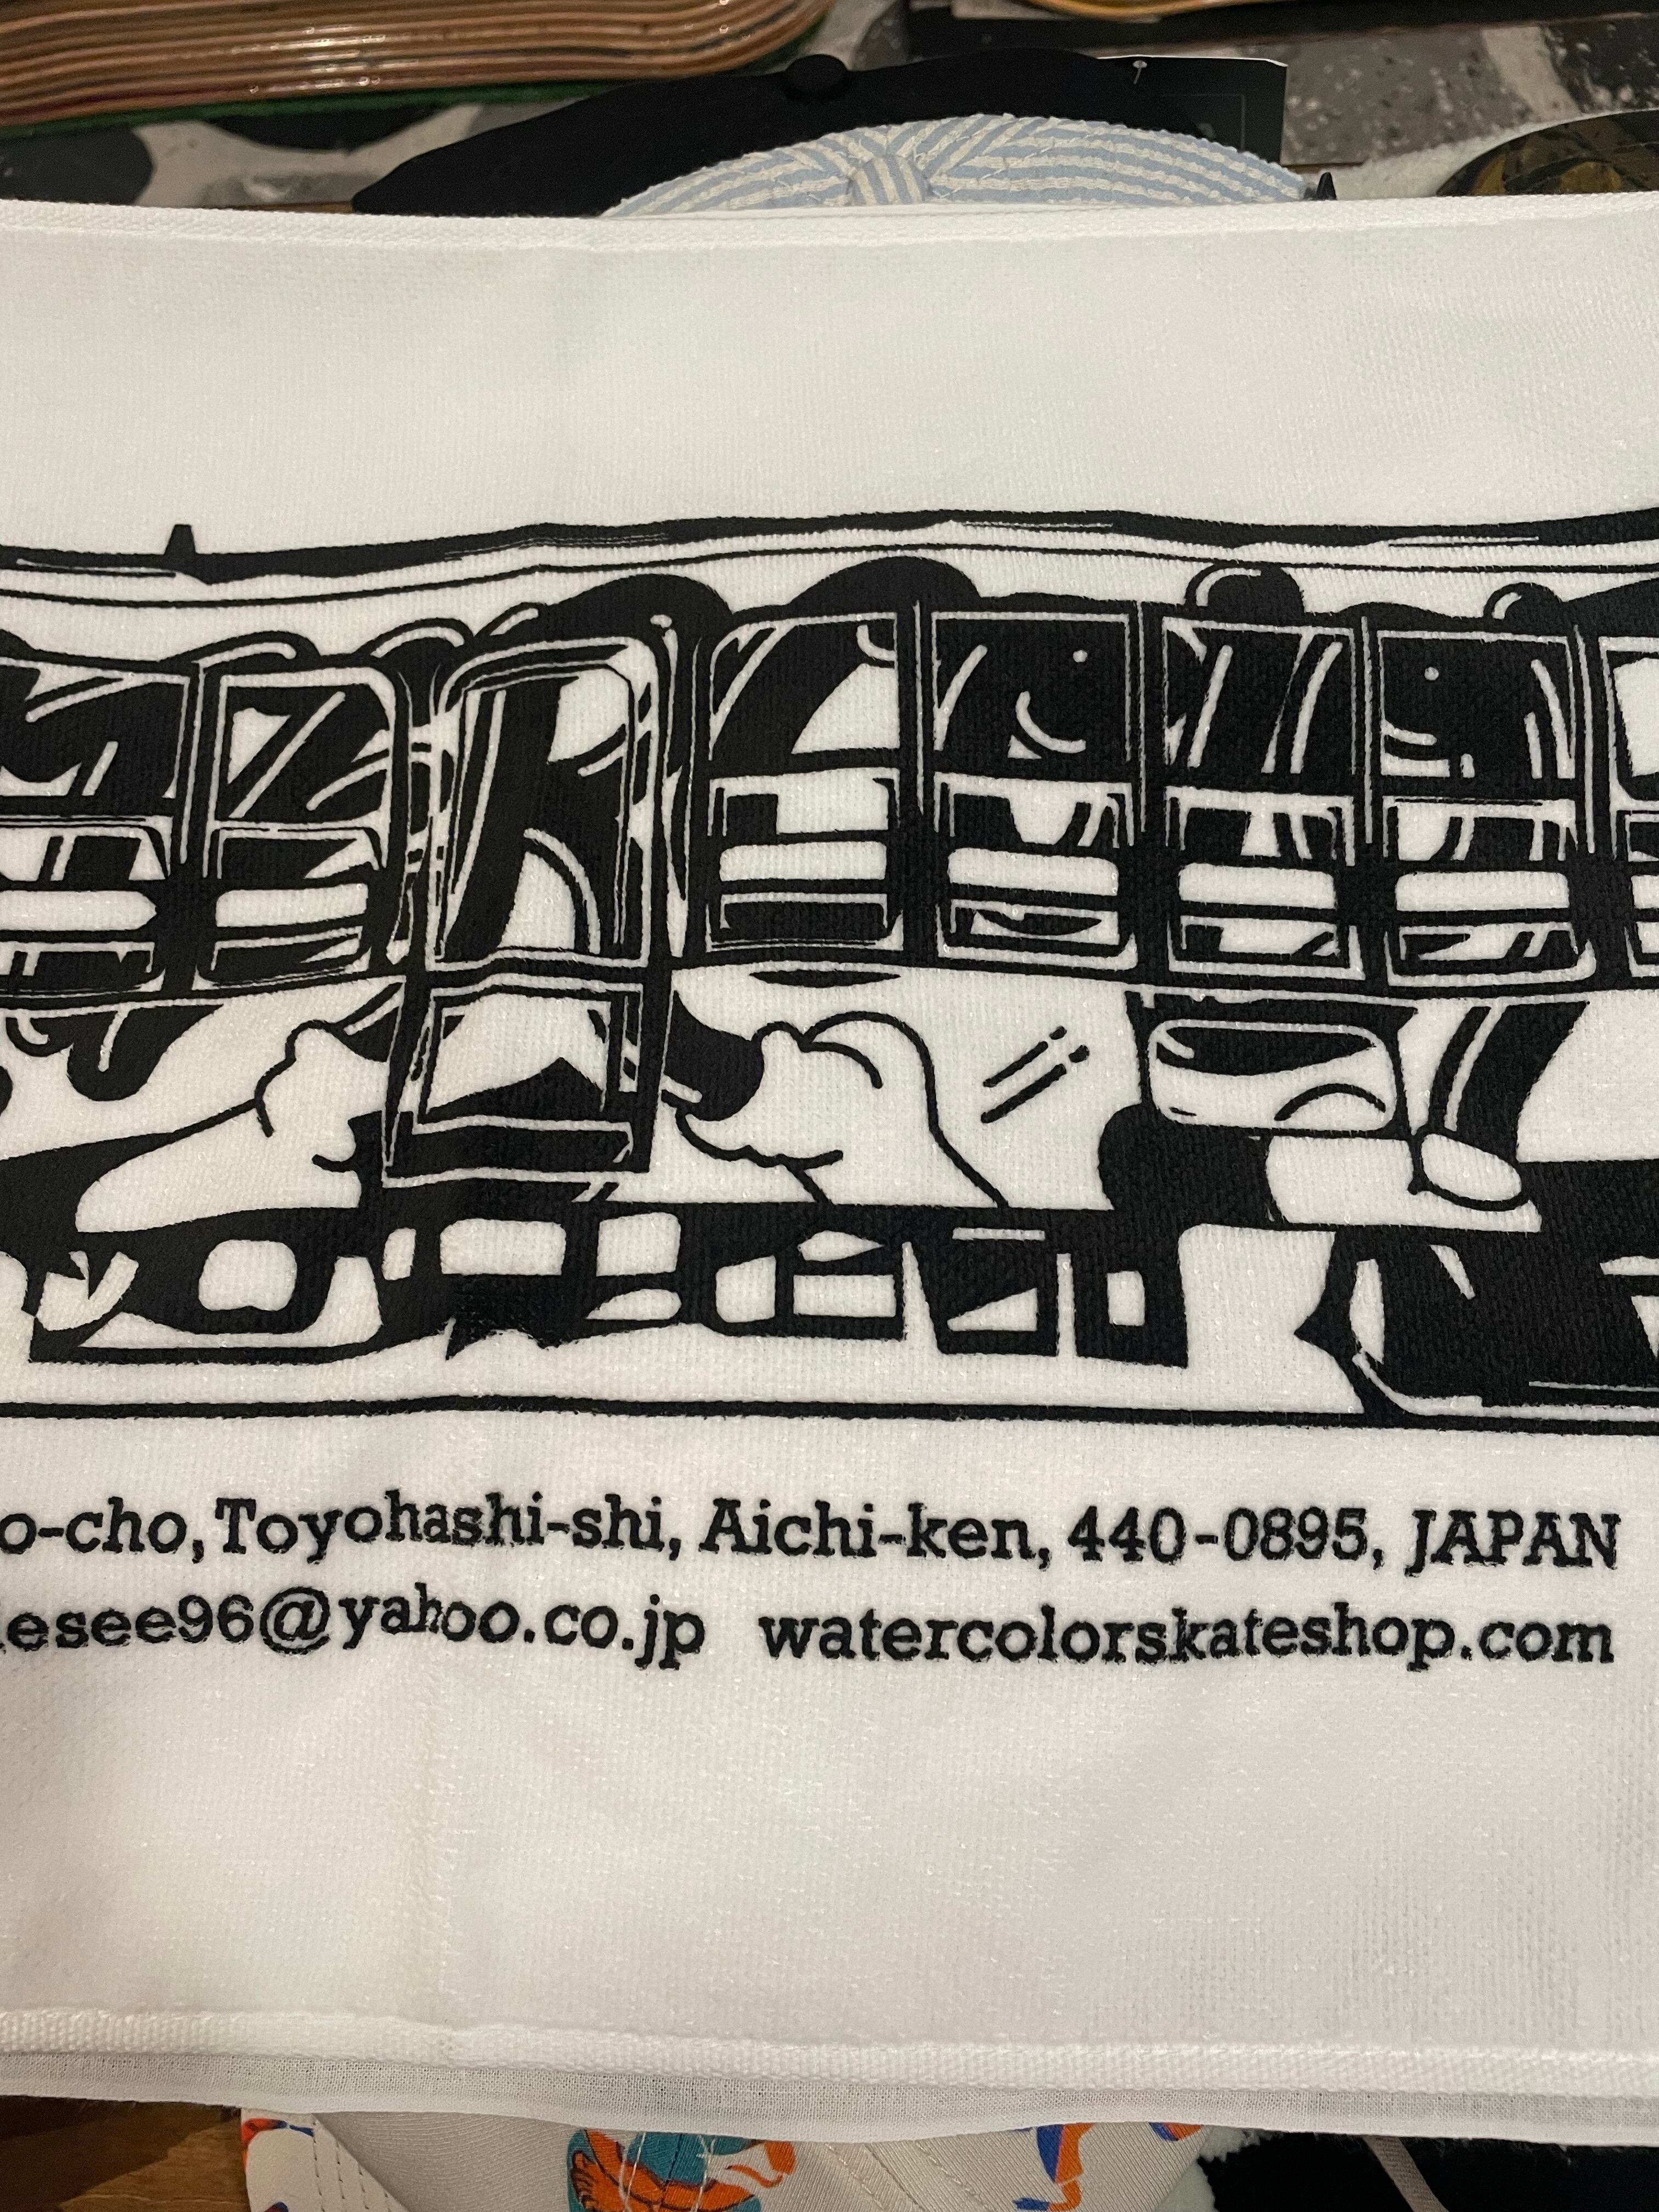 o-cho, Toyohashi-shi, Aichi-ken, 440-0895, JAPAN
esee96@yahoo.co.jp watercolorskateshop.com